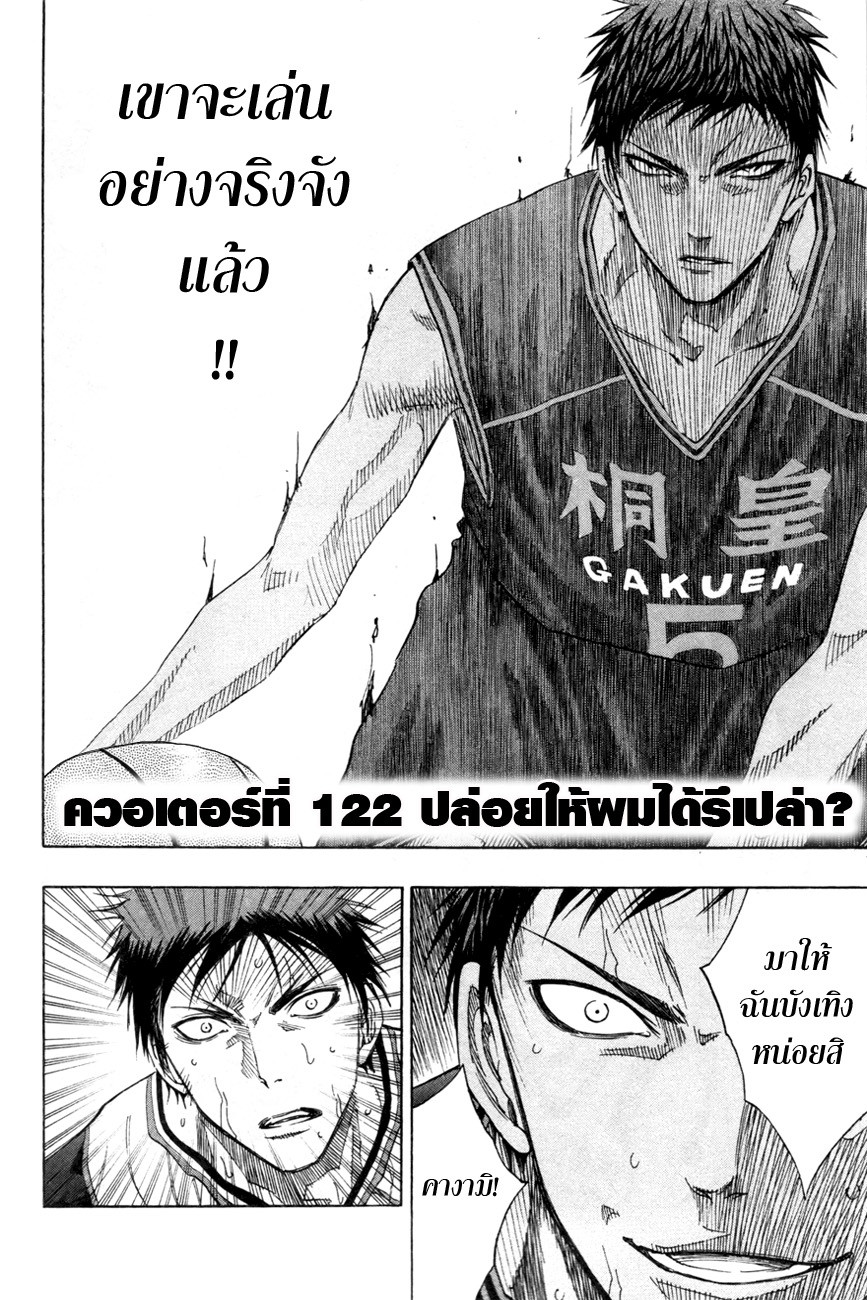 เขาจะเล่น
อย่างจริงจัง
แล้ว
!!
桐皇
GAKUEN
5
ควอเตอร์ที่ 122 ปล่อยให้ผมได้รึเปล่า?
มาให้
ฉันบังเทิง
หน่อยสิ
คางามิ!